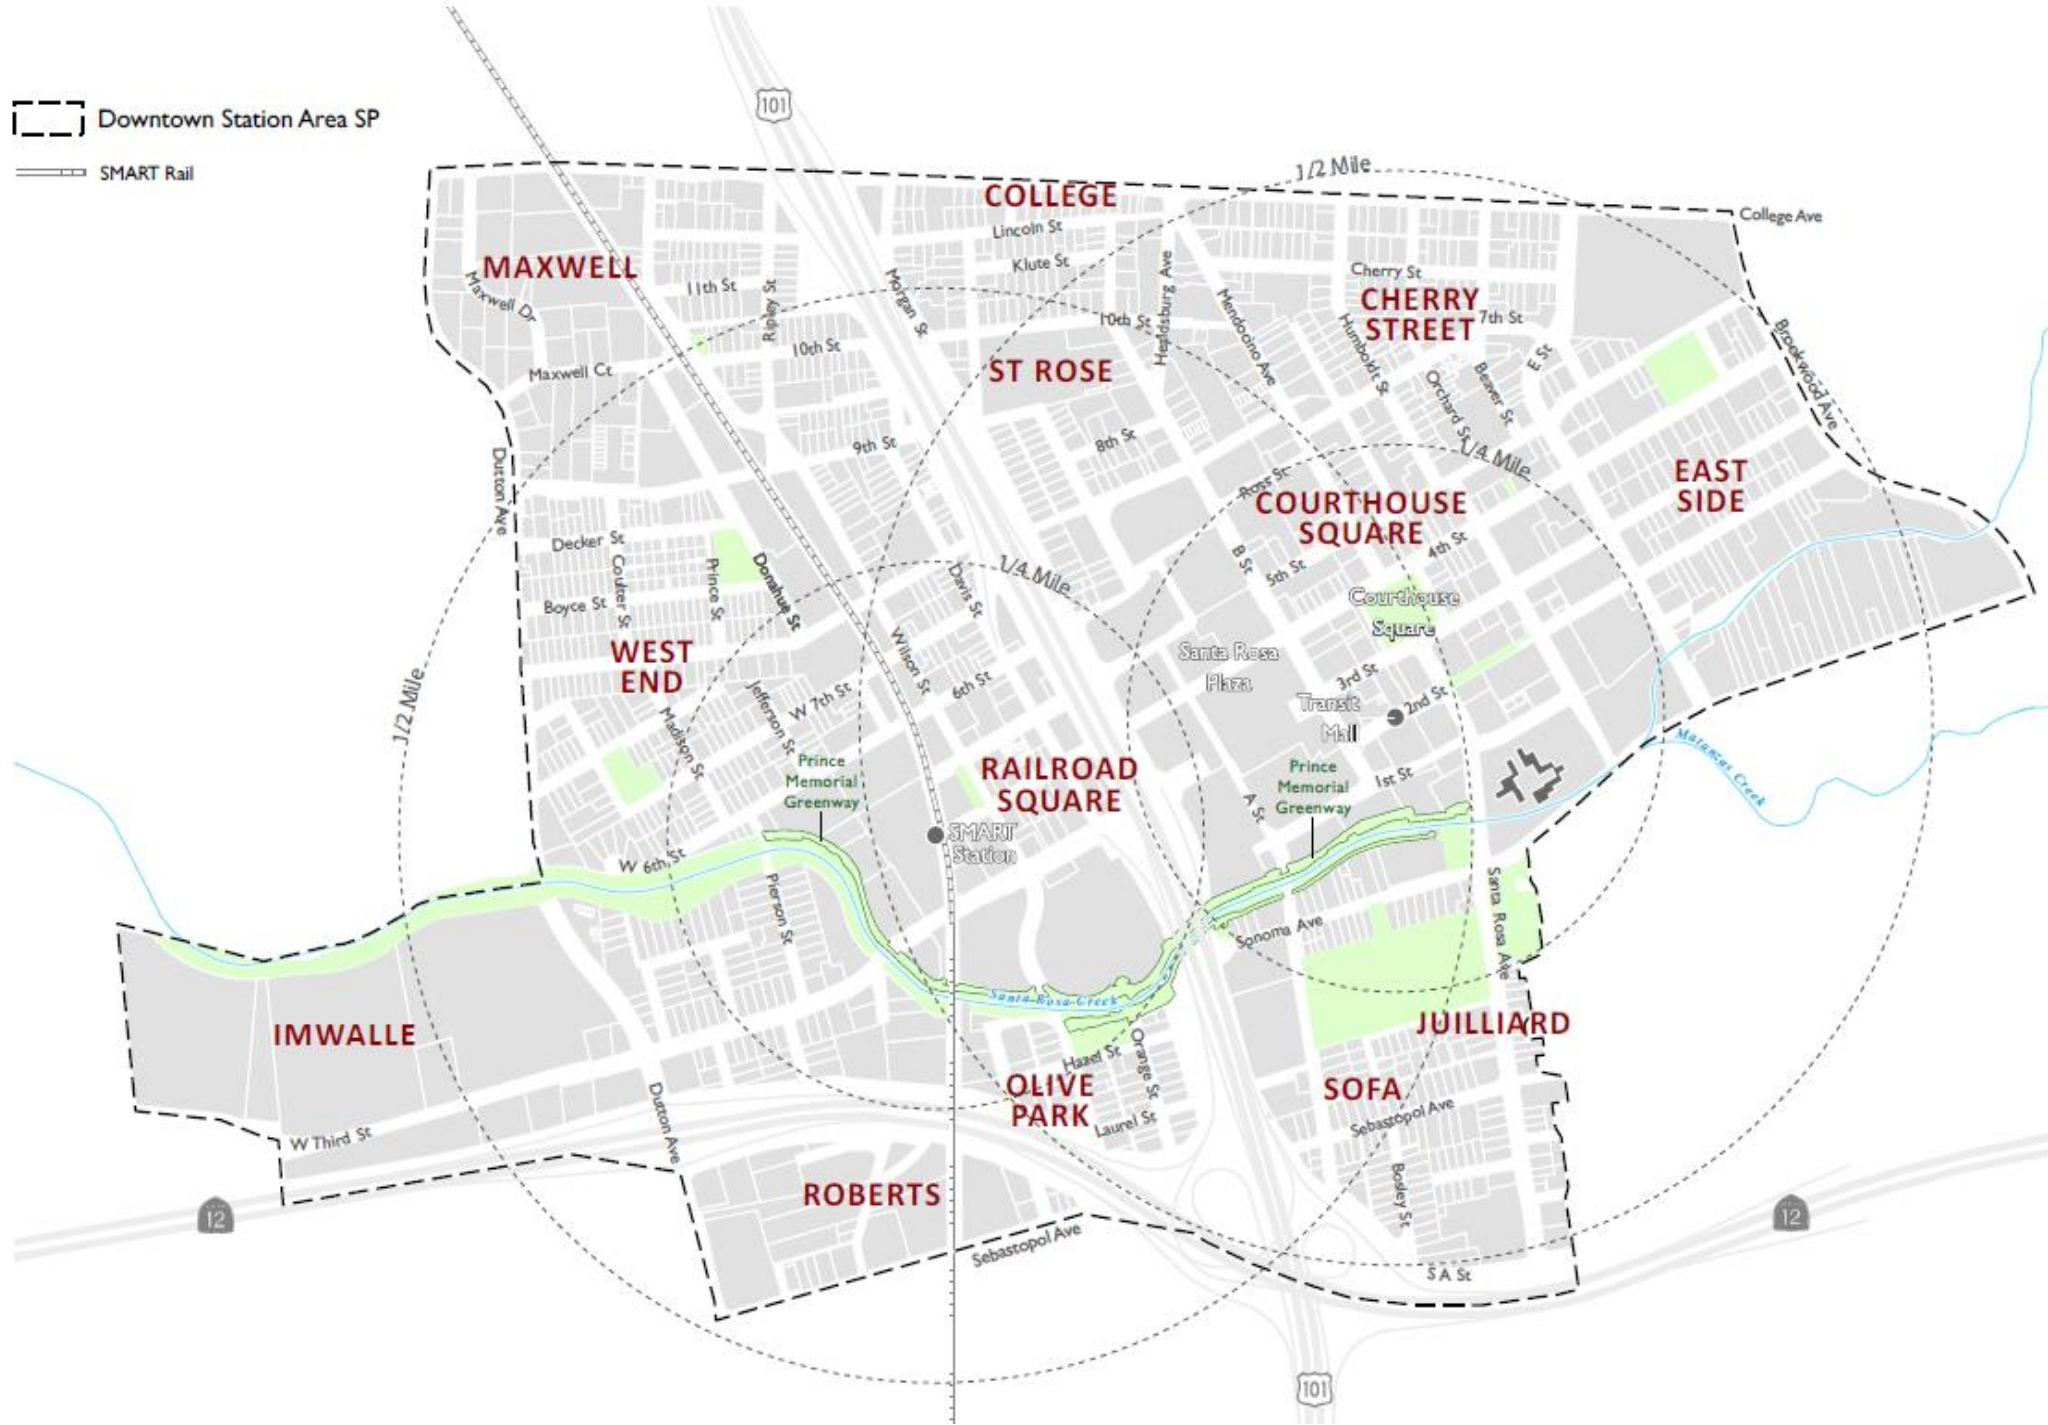 101
Downtown Station Area SP
SMART Rail
1/2 Mile
COLLEGE
College Ave
Lincoln St
MAXWELL
Klute St
Cherry St
11th St
Ripley St
Morgan St
Healdsburg Ave
Mendocino Ave
Maxwell Dr
CHERRY
STREET
7th St
10th St
10th St
Humboldt St
Brookwood Ave
Maxwell Ct
ST ROSE
E St
Beaver St
Orchard St
9th St
8th St
1/4 Mile
Dutton Ave
Ross St
EAST
SIDE
COURTHOUSE
SQUARE
Decker St
Coulter St
Prince St
Donahue St
4th St
B St
5th St
1/4 Mile
Davis St
Boyce St
Courthouse
Square
WEST
END
Wilson St
Santa Rosa
Plaza
6th St
3rd St
Jefferson St
W 7th St
Madison St
2nd St
Transit
Mall
1/2 Mile
Prince
Memorial
Greenway
RAILROAD
SQUARE
Prince
Memorial
Greenway
1st St
Matanzas Creek
A St
SMART
Station
W 6th St
Pierson St
Santa Rosa Ave
Sonoma Ave
Santa Rosa Creek
IMWALLE
JUILLIARD
Hazel St
Orange St
OLIVE
PARK
SOFA
Dutton Ave
Laurel St
Sebastopol Ave
W Third St
Bosley St
ROBERTS
12
12
Sebastopol Ave
S A St
101